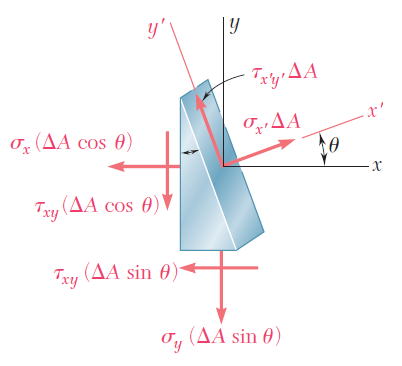 y′ y
τx′y′ ΔA
σx′ ΔA x′
σx (ΔA cos θ) θ
x
τxy (ΔA cos θ)
τxy (ΔA sin θ)
σy (ΔA sin θ)